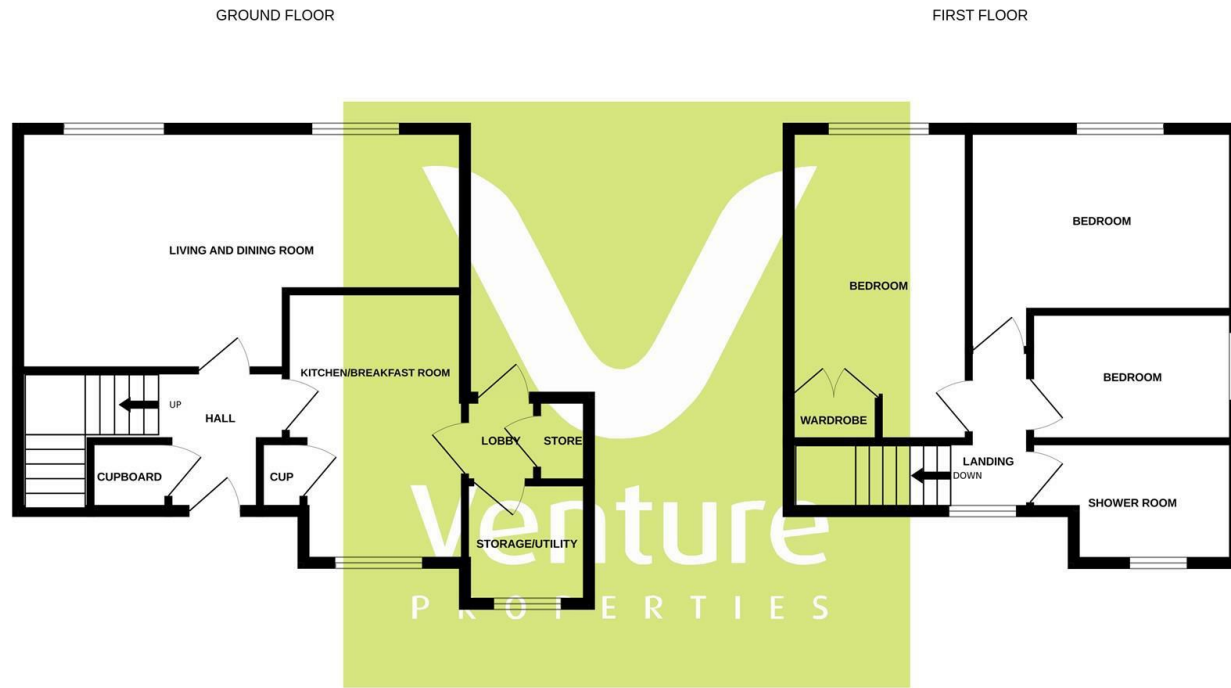 GROUND FLOOR
FIRST FLOOR
LIVING AND DINING ROOM
KITCHEN/BREAKFAST ROOM
UP
HALL
CUPBOARD
CUP
LOBBY
STORE
STORAGE/UTILITY
BEDROOM
BEDROOM
BEDROOM
WARDROBE
LANDING
DOWN
SHOWER ROOM
Venture
PROPERTIES